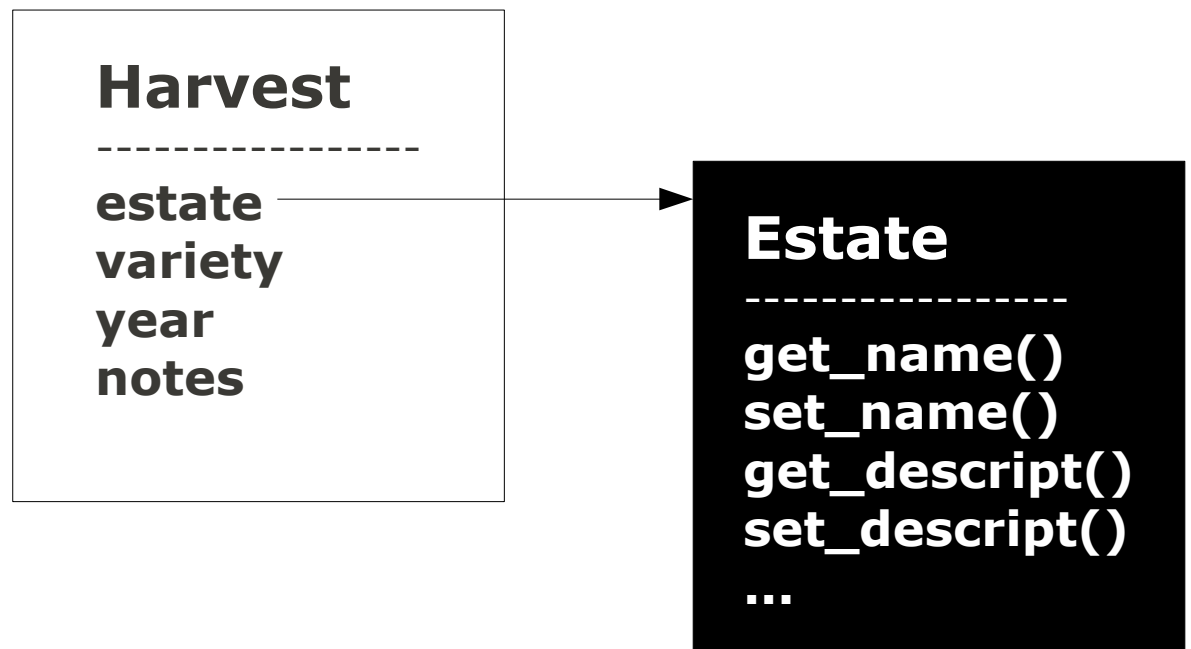 Harvest
-----------------
estate
variety
year
notes
Estate
-----------------
get_name()
set_name()
get_descript()
set_descript()
...